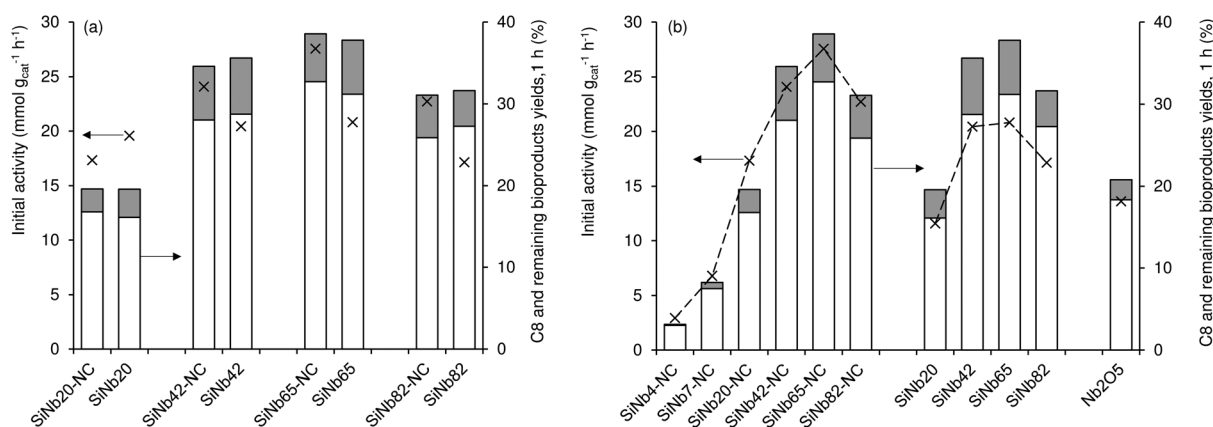 (a)
Initial activity (mmol g_cat^-1 h^-1)
30
25
20
15
10
5
0
40
30
20
10
0
C8 and remaining bioproducts yields,1 h (%)
SiNb20-NC
SiNb20
SiNb42-NC
SiNb42
SiNb65-NC
SiNb65
SiNb82-NC
SiNb82
(b)
Initial activity (mmol g_cat^-1 h^-1)
30
25
20
15
10
5
0
40
30
20
10
0
C8 and remaining bioproducts yields,1 h (%)
SiNb4-NC
SiNb7-NC
SiNb20-NC
SiNb42-NC
SiNb65-NC
SiNb82-NC
SiNb20
SiNb42
SiNb65
SiNb82
Nb2O5